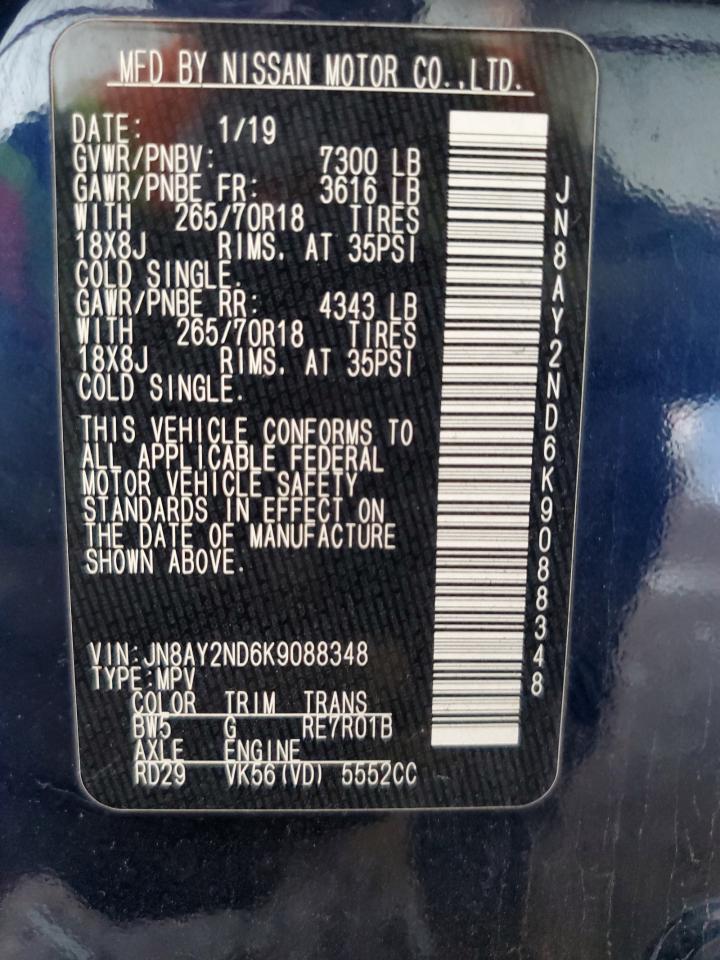 MFD BY NISSAN MOTOR CO.,LTD.
DATE: 1/19
GVWR/PNBV: 7300 LB
GAWR/PNBE FR: 3616 LB
WITH 265/70R18 TIRES
18X8J RIMS. AT 35PSI
COLD SINGLE.
GAWR/PNBE RR: 4343 LB
WITH 265/70R18 TIRES
18X8J RIMS. AT 35PSI
COLD SINGLE.
THIS VEHICLE CONFORMS TO
ALL APPLICABLE FEDERAL
MOTOR VEHICLE SAFETY
STANDARDS IN EFFECT ON
THE DATE OF MANUFACTURE
SHOWN ABOVE.
VIN:JN8AY2ND6K9088348
TYPE:MPV
COLOR TRIM TRANS
BW5 G RE7R01B
AXLE ENGINE
RD29 VK56(VD) 5552CC
JN8AY2ND6K9088348